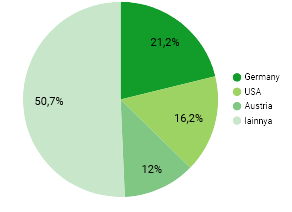 21,2%
16,2%
12%
50,7%
Germany
USA
Austria
lainnya